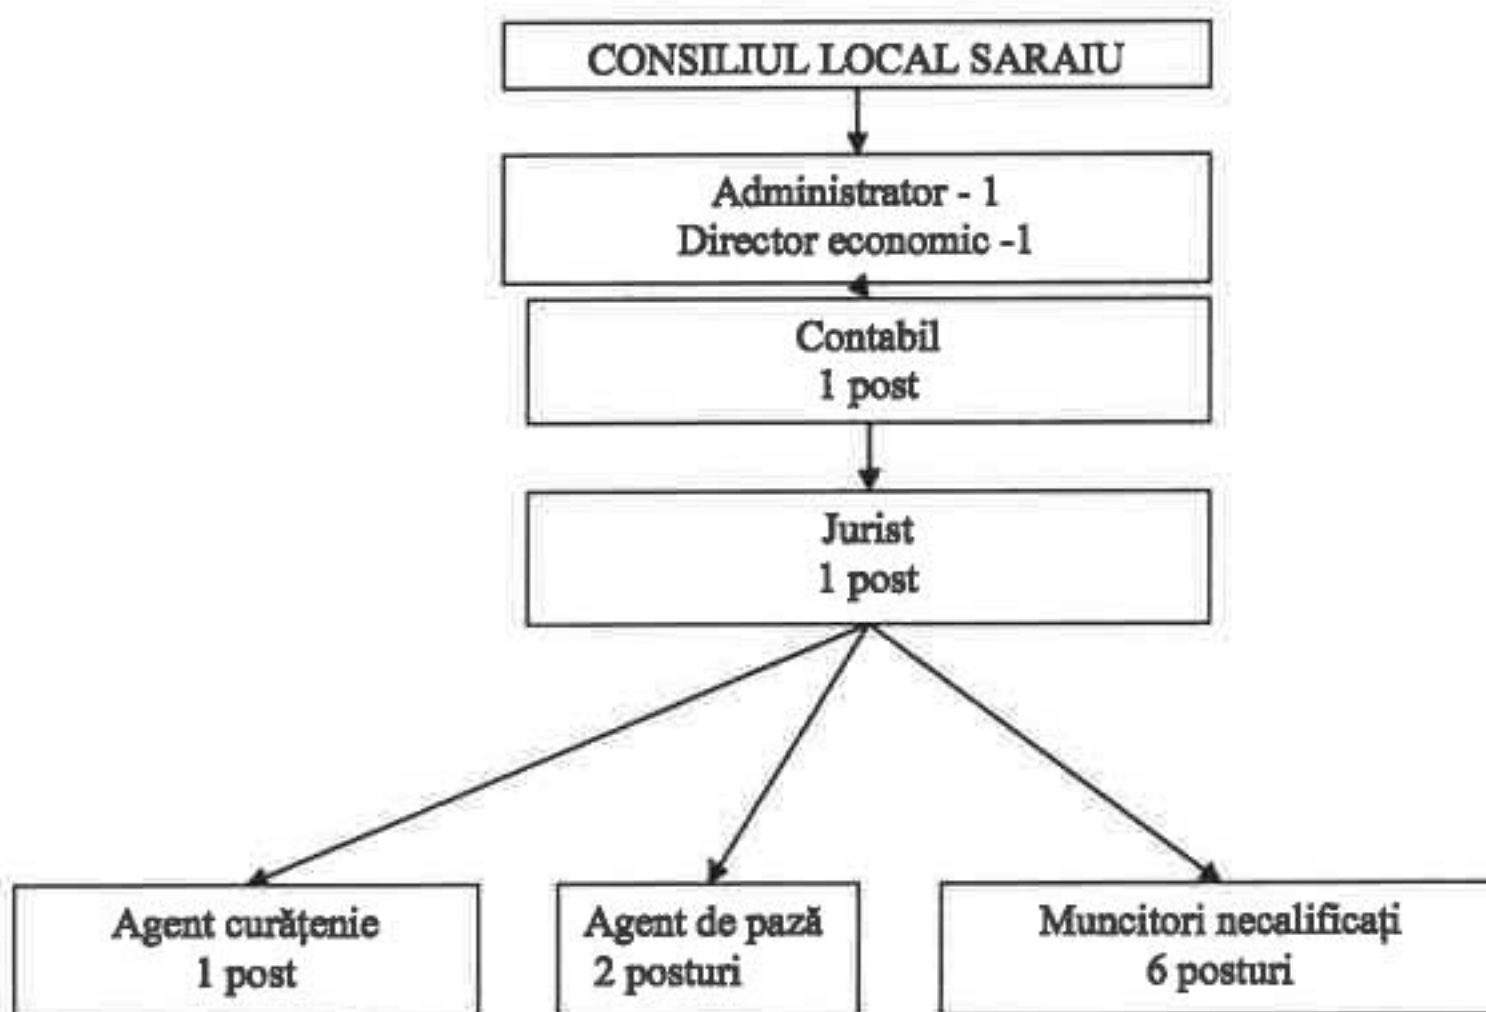 CONSILIUL LOCAL SARAIU
Administrator - 1
Director economic -1
Contabil
1 post
Jurist
1 post
Agent curățenie
1 post
Agent de pază
2 posturi
Muncitori necalificați
6 posturi